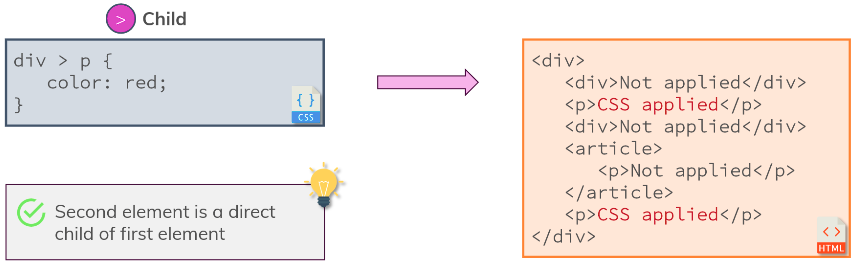 > Child
div > p {
   color: red;
}
{ }
CSS
Second element is a direct
child of first element
<div>
   <div>Not applied</div>
   <p>CSS applied</p>
   <div>Not applied</div>
   <article>
      <p>Not applied</p>
   </article>
   <p>CSS applied</p>
</div>
< >
HTML